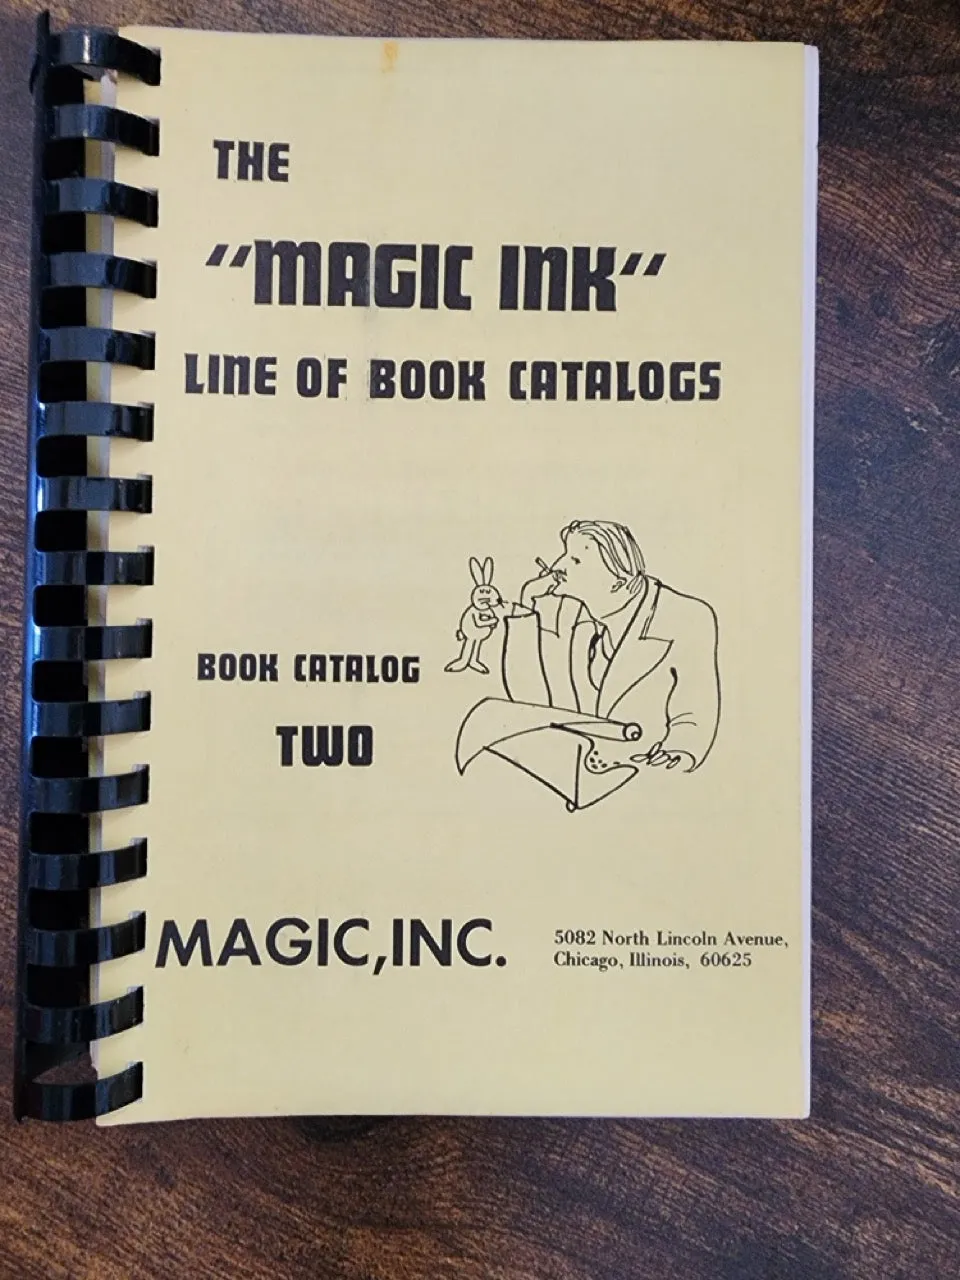 THE
"MAGIC INK"
LINE OF BOOK CATALOGS
BOOK CATALOG
TWO
MAGIC, INC.
5082 North Lincoln Avenue,
Chicago, Illinois, 60625